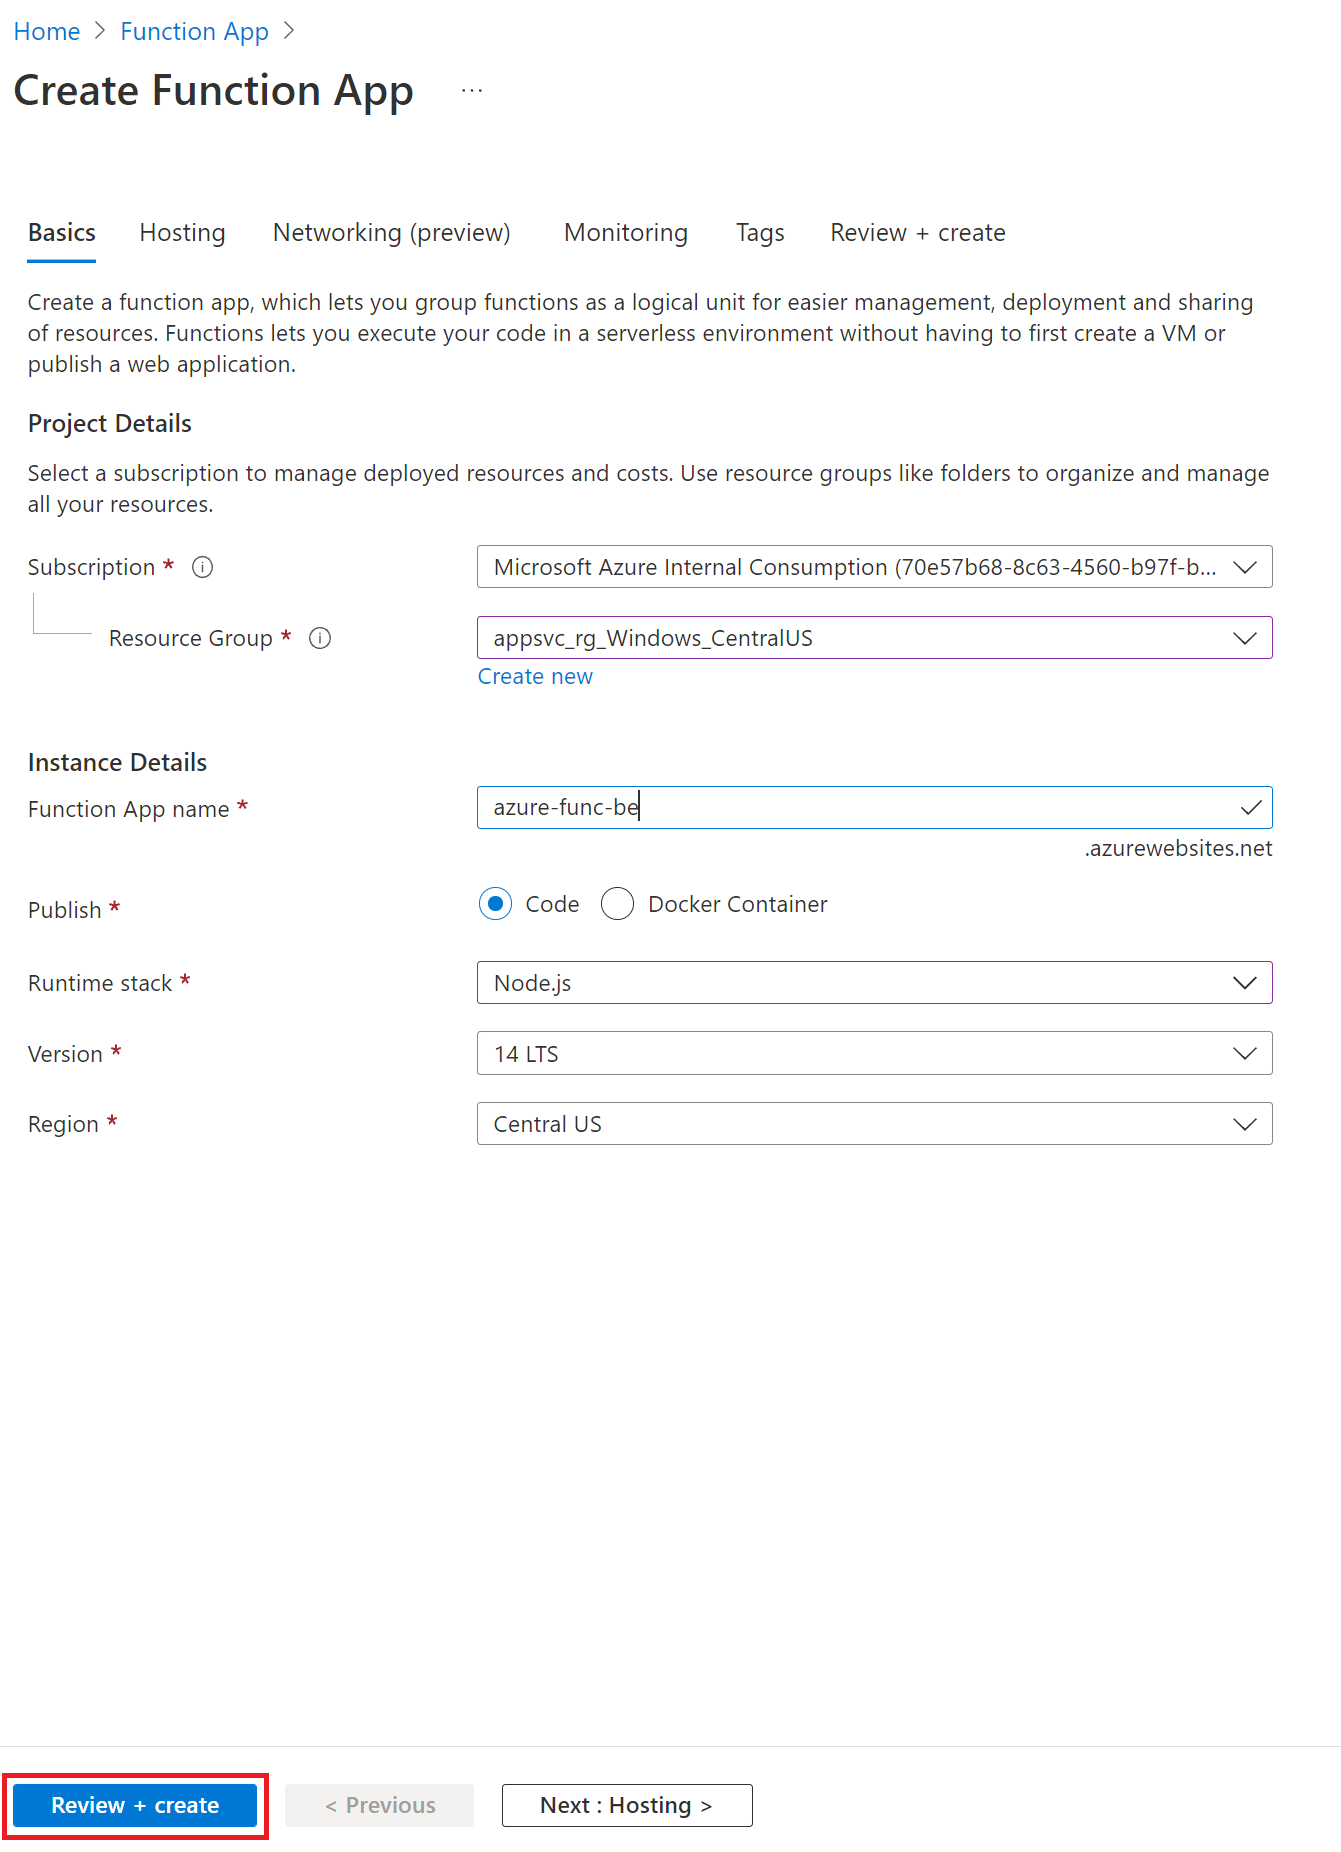 Home > Function App >
Create Function App ...
Basics Hosting Networking (preview) Monitoring Tags Review + create
Create a function app, which lets you group functions as a logical unit for easier management, deployment and sharing
of resources. Functions lets you execute your code in a serverless environment without having to first create a VM or
publish a web application.
Project Details
Select a subscription to manage deployed resources and costs. Use resource groups like folders to organize and manage
all your resources.
Subscription * Microsoft Azure Internal Consumption (70e57b68-8c63-4560-b97f-b...
Resource Group * appsvc_rg_Windows_CentralUS
Create new
Instance Details
Function App name * azure-func-be
.azurewebsites.net
Publish * Code Docker Container
Runtime stack * Node.js
Version * 14 LTS
Region * Central US
Review + create < Previous Next : Hosting >